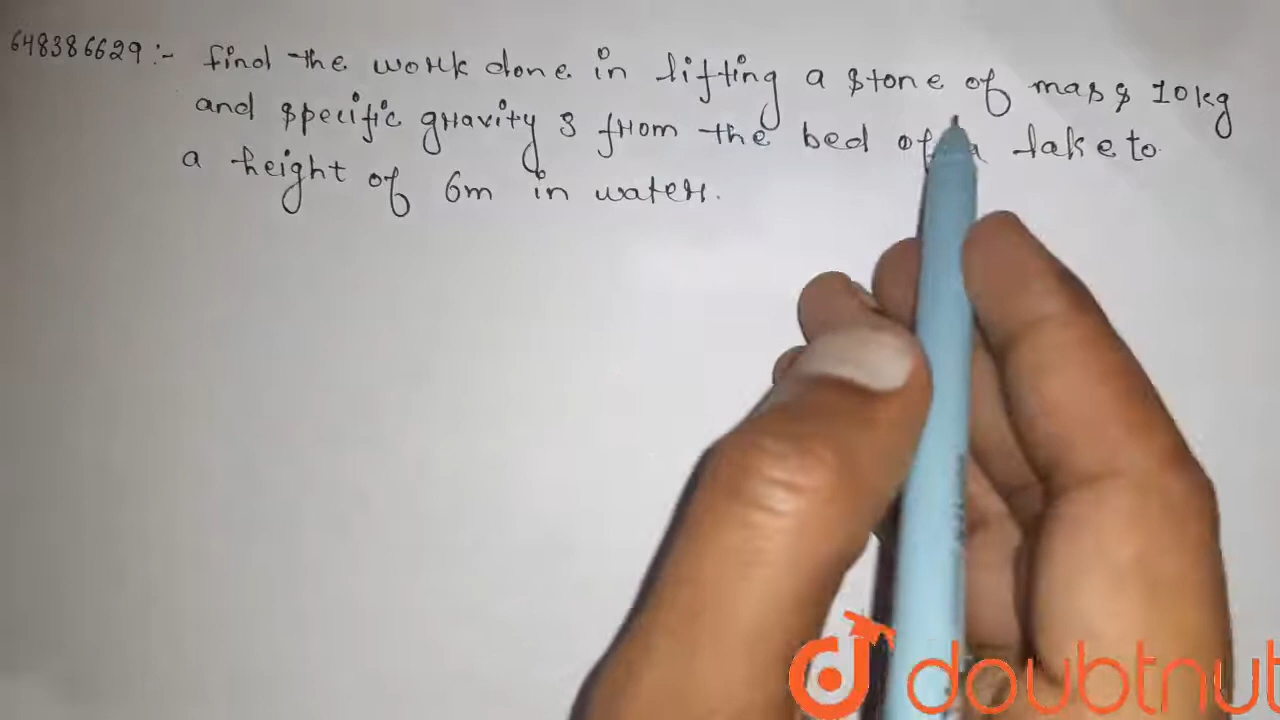 648386629:- find the work done in lifting a stone of mass 10kg
and specific gravity 3 from the bed of a lake to
a height of 6m in water.
doubtnut